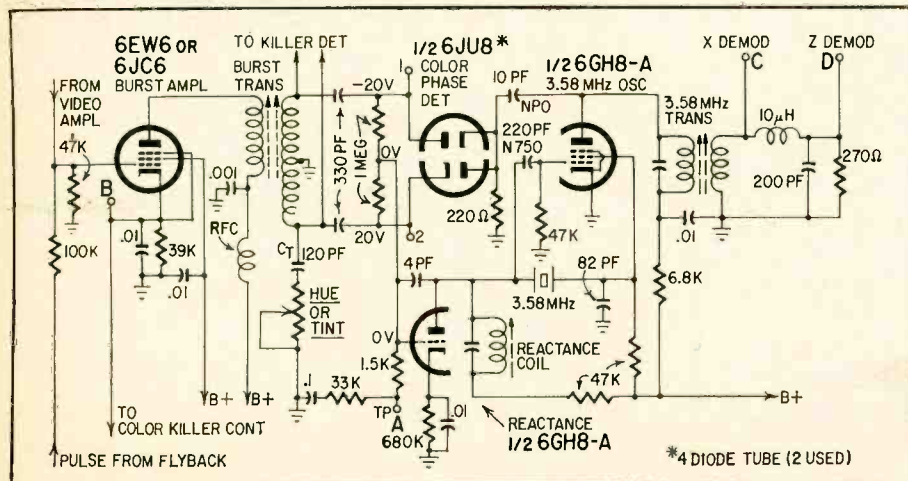 6EW6 OR
6JC6
BURST AMPL
FROM
VIDEO
AMPL
47K
B
.01
39K
.01
100K
TO
COLOR KILLER CONT
PULSE FROM FLYBACK
B+
B+
.001
RFC
TO KILLER DET
BURST
TRANS
330 PF
-20V
1 MEG
0V
20V
CT
120 PF
HUE
OR
TINT
.1
33K
1
2
1/2 6JU8*
COLOR
PHASE
DET
10 PF
NPO
220PF
N750
220Ω
1/2 6GH8-A
3.58 MHz OSC
47K
4 PF
3.58MHz
82 PF
0V
1.5K
TP
A
680K
.01
REACTANCE
COIL
REACTANCE
1/2 6GH8-A
47K
X DEMOD
C
Z DEMOD
D
3.58MHz
TRANS
10μH
200 PF
270Ω
.01
6.8K
B+
*4 DIODE TUBE (2 USED)